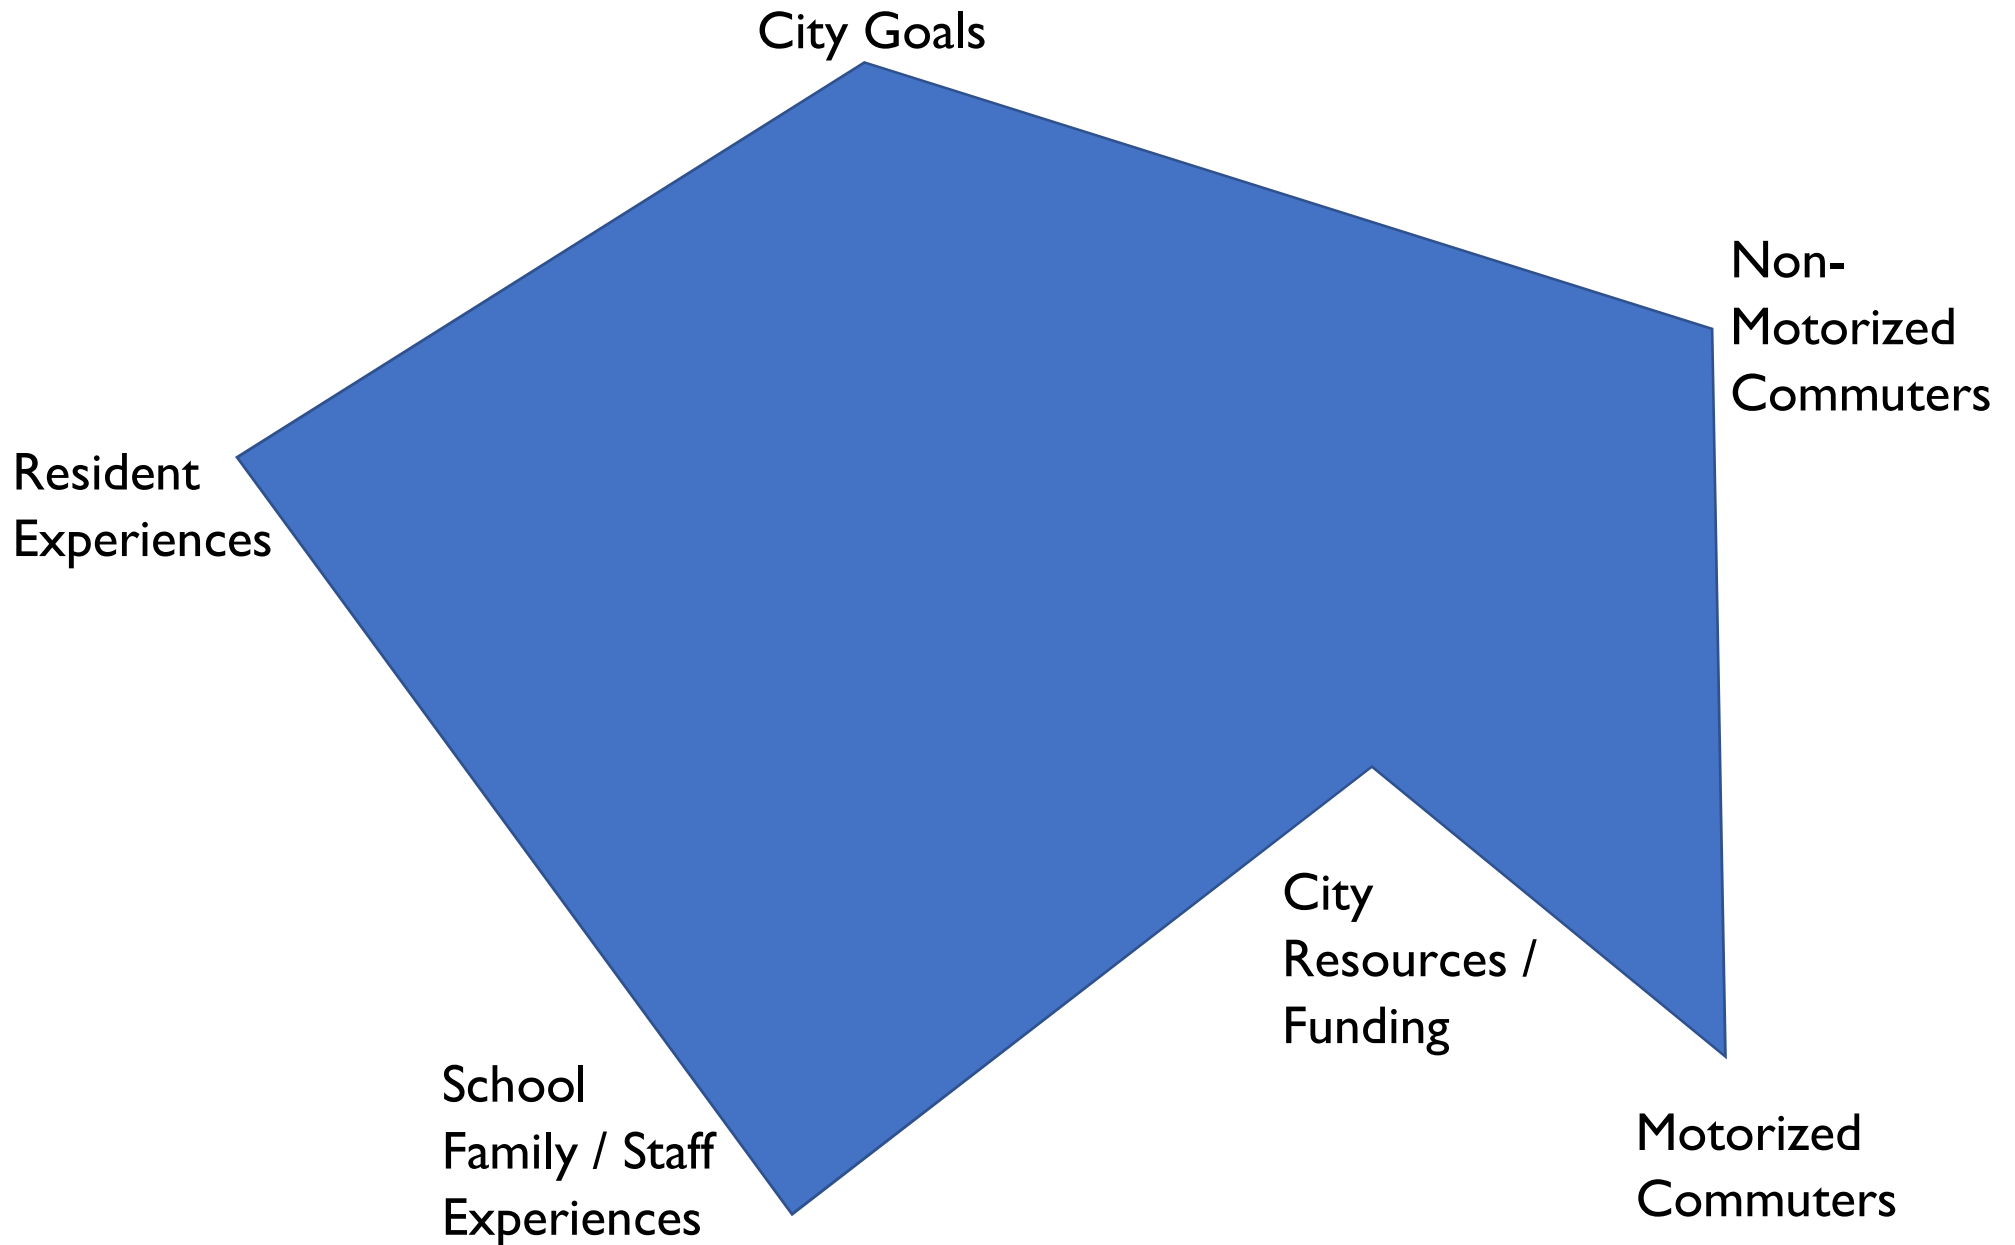 City Goals
Non-
Motorized
Commuters
Resident
Experiences
City
Resources /
Funding
School
Family / Staff
Experiences
Motorized
Commuters